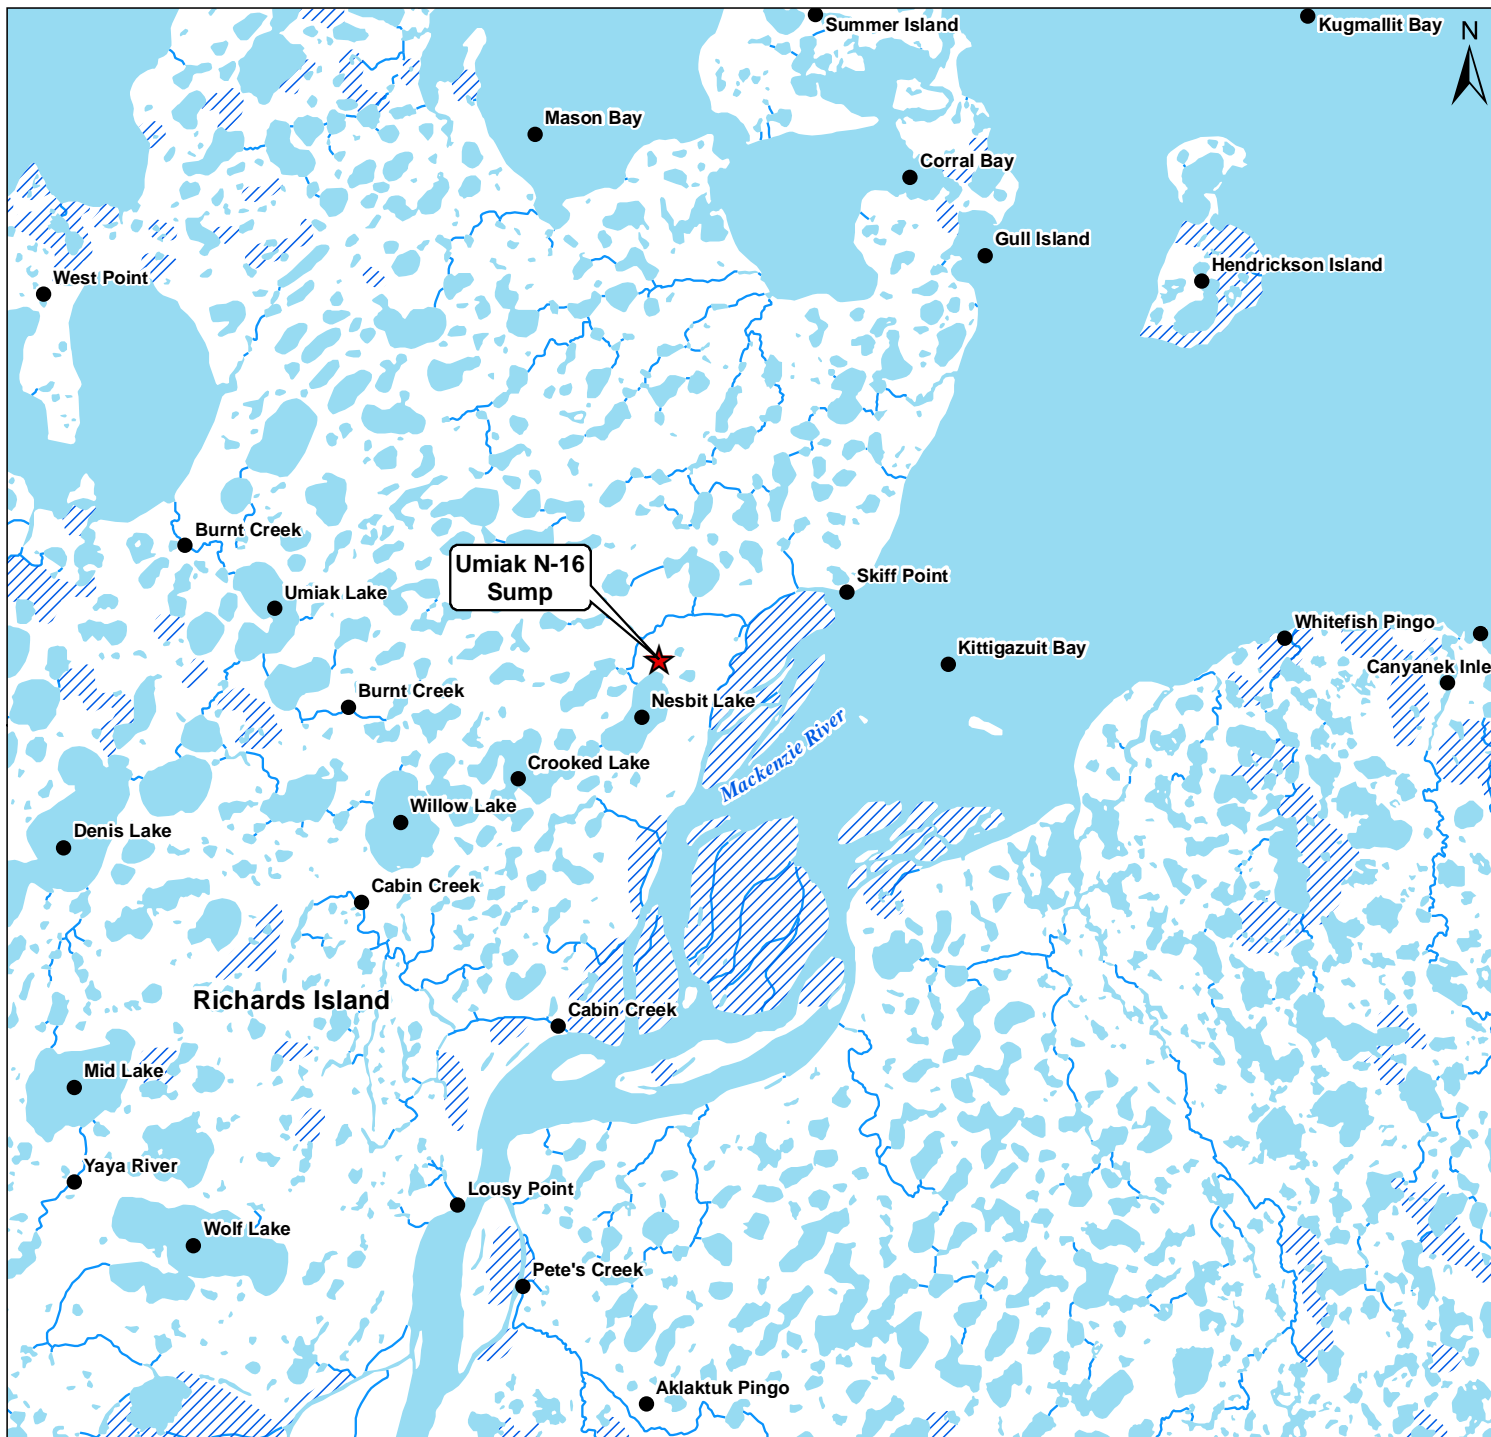 Summer Island
Kugmallit Bay
N
Mason Bay
Corral Bay
Gull Island
Hendrickson Island
West Point
Burnt Creek
Umiak N-16
Sump
Skiff Point
Umiak Lake
Whitefish Pingo
Kittigazuit Bay
Canyanek Inle
Burnt Creek
Nesbit Lake
Mackenzie River
Crooked Lake
Willow Lake
Denis Lake
Cabin Creek
Richards Island
Cabin Creek
Mid Lake
Yaya River
Lousy Point
Wolf Lake
Pete's Creek
Aklaktuk Pingo